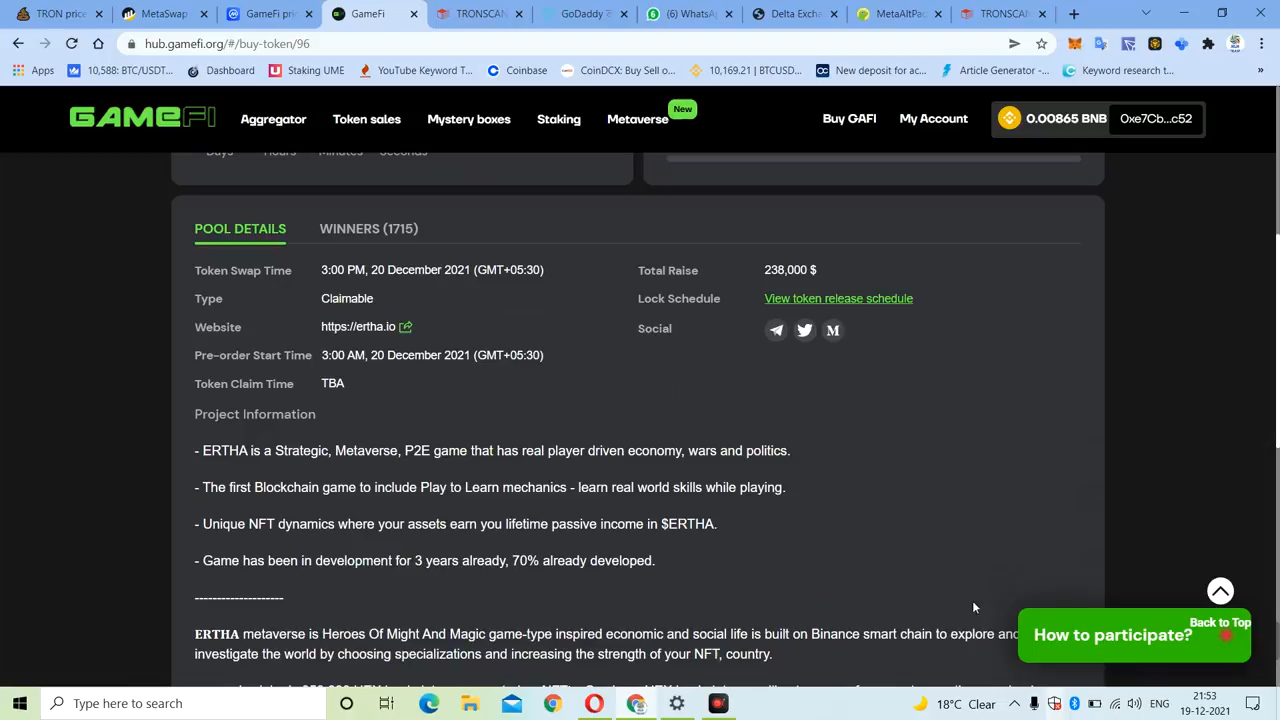 TRON price
MetaSwap
GameFi pri
GameFi
TRONSCAN
GoDaddy
(6) WhatsA
Delta Exch
MetaAltPac
TRONSCAN
hub.gamefi.org/#/buy-token/96
Apps
10,588: BTC/USDT...
Dashboard
Staking UME
YouTube Keyword T...
Coinbase
CoinDCX: Buy Sell o...
10,169.21 | BTCUSD...
New deposit for ac...
Article Generator -...
Keyword research t...
GAMEFI
Aggregator
Token sales
Mystery boxes
Staking
Metaverse
New
Buy GAFI
My Account
0.00865 BNB
0xe7Cb...c52
Days Hours Minutes Seconds
POOL DETAILS
WINNERS (1715)
Token Swap Time 3:00 PM, 20 December 2021 (GMT+05:30)
Total Raise 238,000 $
Type Claimable
Lock Schedule View token release schedule
Website https://ertha.io
Social
Pre-order Start Time 3:00 AM, 20 December 2021 (GMT+05:30)
Token Claim Time TBA
Project Information
- ERTHA is a Strategic, Metaverse, P2E game that has real player driven economy, wars and politics.
- The first Blockchain game to include Play to Learn mechanics - learn real world skills while playing.
- Unique NFT dynamics where your assets earn you lifetime passive income in $ERTHA.
- Game has been in development for 3 years already, 70% already developed.
--------------------
ERTHA metaverse is Heroes Of Might And Magic game-type inspired economic and social life is built on Binance smart chain to explore and
investigate the world by choosing specializations and increasing the strength of your NFT, country.
How to participate?
Back to Top
Type here to search
18°C Clear
ENG
21:53
19-12-2021